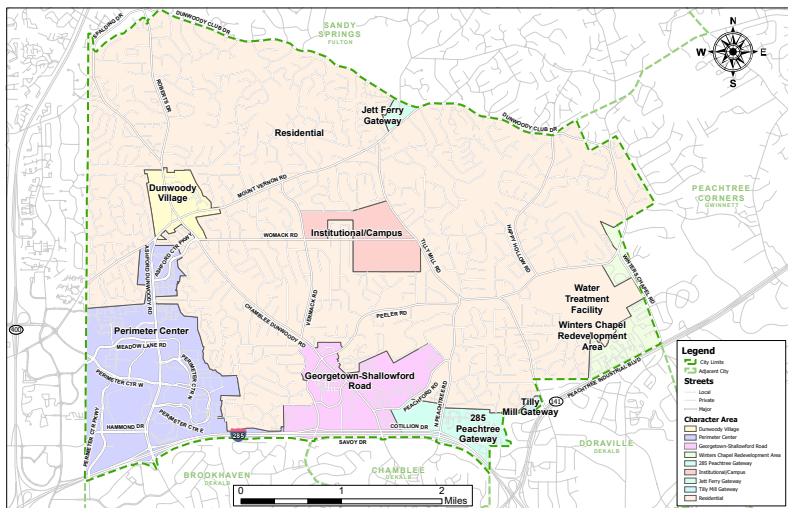 SPALDING DR
DUNWOODY CLUB DR
SANDY
SPRINGS
FULTON
N
W
E
S
ROBERTS DR
Jett Ferry
Gateway
DUNWOODY CLUB DR
Residential
Dunwoody
Village
MOUNT VERNON RD
PEACHTREE
CORNERS
GWINNETT
Institutional/Campus
WOMACK RD
TILLY MILL RD
HAPPY HOLLOW RD
ASHFORD CTR PKWY
ASHFORD DUNWOODY RD
WINTERS CHAPEL RD
VERMACK RD
CHAMBLEE DUNWOODY RD
PEELER RD
Water
Treatment
Facility
Winters Chapel
Redevelopment
Area
400
Perimeter Center
MEADOW LANE RD
PERIMETER CTR N
PERIMETER CTR W
PERIMETER CTR E
HAMMOND DR
PERIMETER CTR PKWY
Georgetown-Shallowford
Road
PEACHFORD RD
N PEACHTREE RD
COTILLION DR
SAVOY DR
285
285
Peachtree
Gateway
Tilly
Mill Gateway
141
PEACHTREE INDUSTRIAL BLVD
DORAVILLE
DEKALB
BROOKHAVEN
DEKALB
CHAMBLEE
DEKALB
0 1 2
Miles
Legend
City Limits
Adjacent City
Streets
Local
Private
Major
Character Area
Dunwoody Village
Perimeter Center
Georgetown-Shallowford Road
Winters Chapel Redevelopment Area
285 Peachtree Gateway
Institutional/Campus
Jett Ferry Gateway
Tilly Mill Gateway
Residential